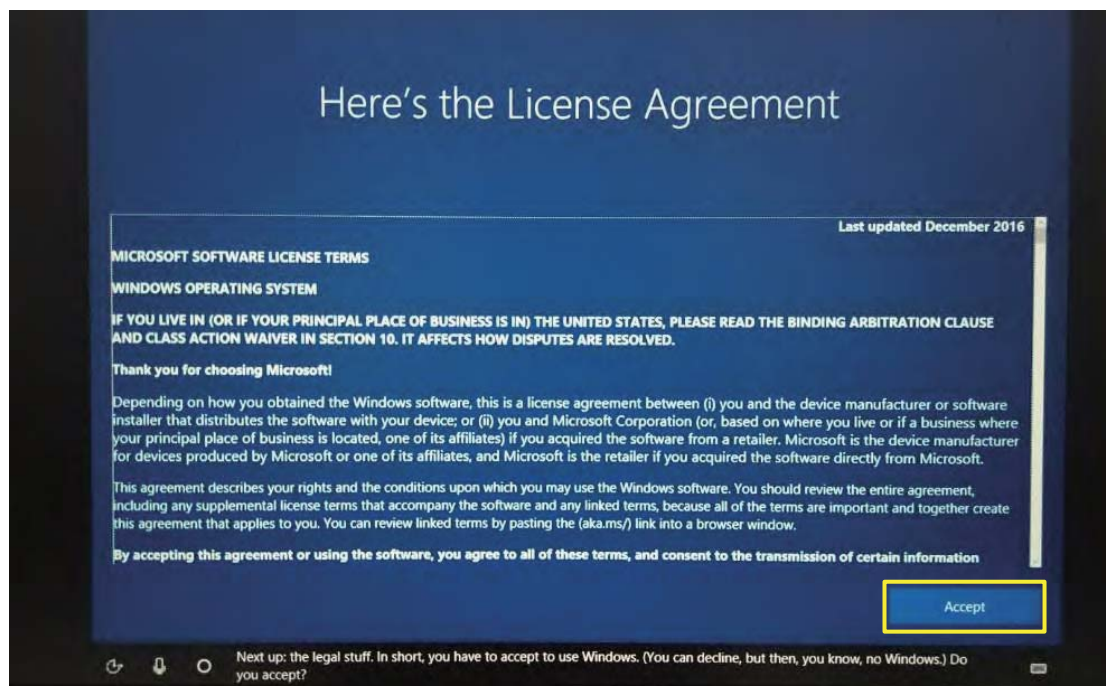 Here's the License Agreement
Last updated December 2016
MICROSOFT SOFTWARE LICENSE TERMS
WINDOWS OPERATING SYSTEM
IF YOU LIVE IN (OR IF YOUR PRINCIPAL PLACE OF BUSINESS IS IN) THE UNITED STATES, PLEASE READ THE BINDING ARBITRATION CLAUSE
AND CLASS ACTION WAIVER IN SECTION 10. IT AFFECTS HOW DISPUTES ARE RESOLVED.
Thank you for choosing Microsoft!
Depending on how you obtained the Windows software, this is a license agreement between (i) you and the device manufacturer or software
installer that distributes the software with your device; or (ii) you and Microsoft Corporation (or, based on where you live or if a business where
your principal place of business is located, one of its affiliates) if you acquired the software from a retailer. Microsoft is the device manufacturer
for devices produced by Microsoft or one of its affiliates, and Microsoft is the retailer if you acquired the software directly from Microsoft.
This agreement describes your rights and the conditions upon which you may use the Windows software. You should review the entire agreement,
including any supplemental license terms that accompany the software and any linked terms, because all of the terms are important and together create
this agreement that applies to you. You can review linked terms by pasting the (aka.ms/) link into a browser window.
By accepting this agreement or using the software, you agree to all of these terms, and consent to the transmission of certain information
Accept
Next up: the legal stuff. In short, you have to accept to use Windows. (You can decline, but then, you know, no Windows.) Do
you accept?